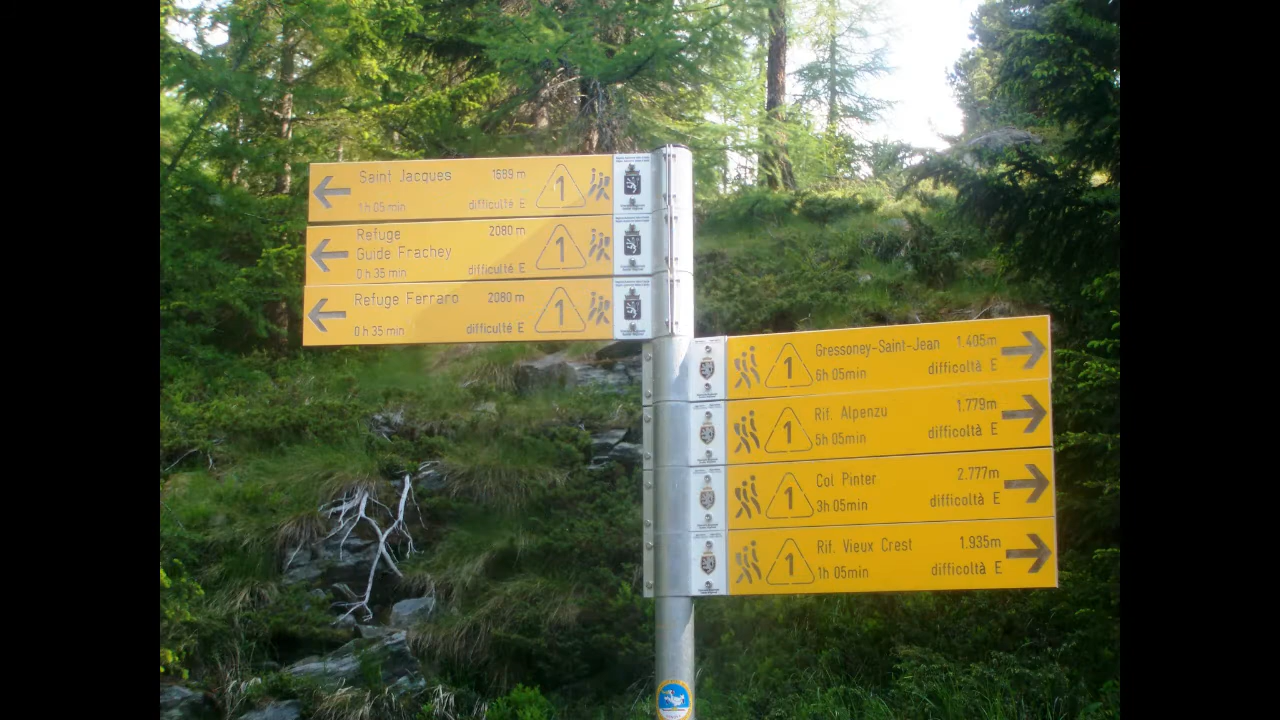 Saint Jacques 1689 m
1 h 05 min difficulté E 1
Refuge 2080 m
Guide Frachey
0 h 35 min difficulté E 1
Refuge Ferraro 2080 m
0 h 35 min difficulté E 1
Gressoney-Saint-Jean 1.405m
1 6h 05min difficoltà E
Rif. Alpenzu 1.779m
1 5h 05min difficoltà E
Col Pinter 2.777m
1 3h 05min difficoltà E
Rif. Vieux Crest 1.935m
1 1h 05min difficoltà E